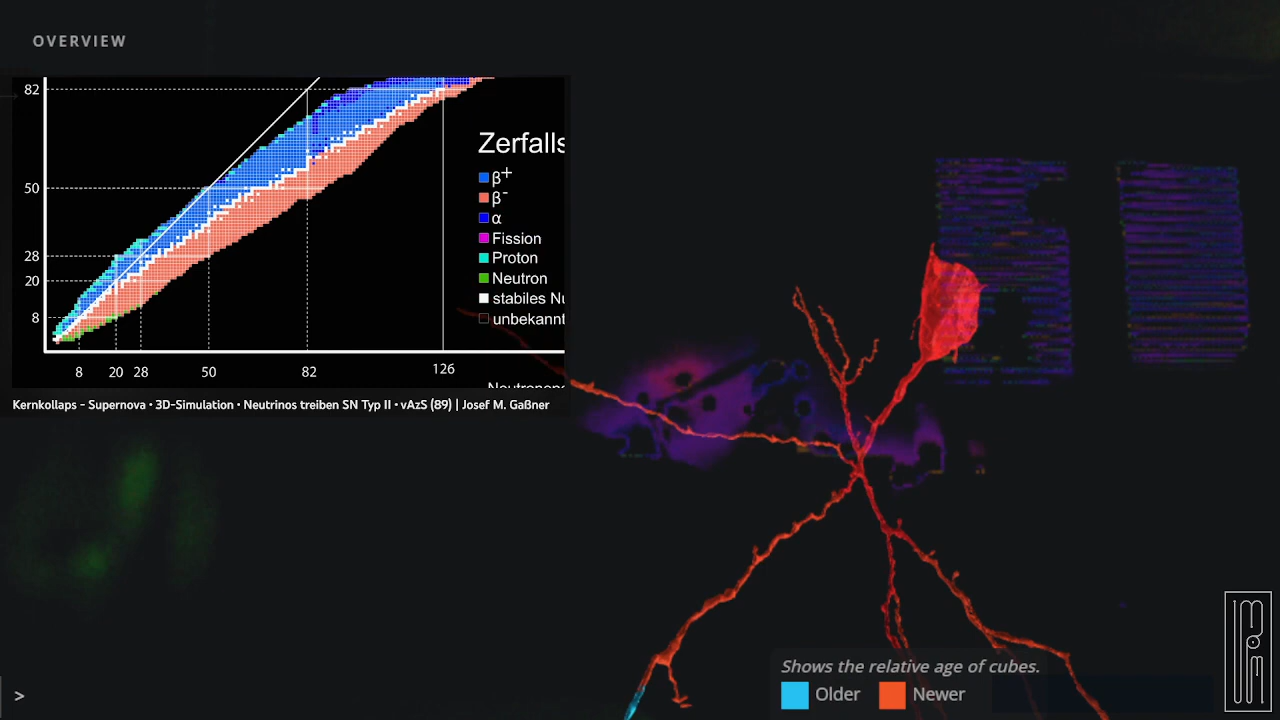 OVERVIEW
82
50
28
20
8
8 20 28 50 82 126
Zerfalls
β+
β-
α
Fission
Proton
Neutron
stabiles Nu
unbekannt
Kernkollaps - Supernova • 3D-Simulation • Neutrinos treiben SN Typ II • vAzS (89) | Josef M. Gaßner
Shows the relative age of cubes.
Older Newer
>